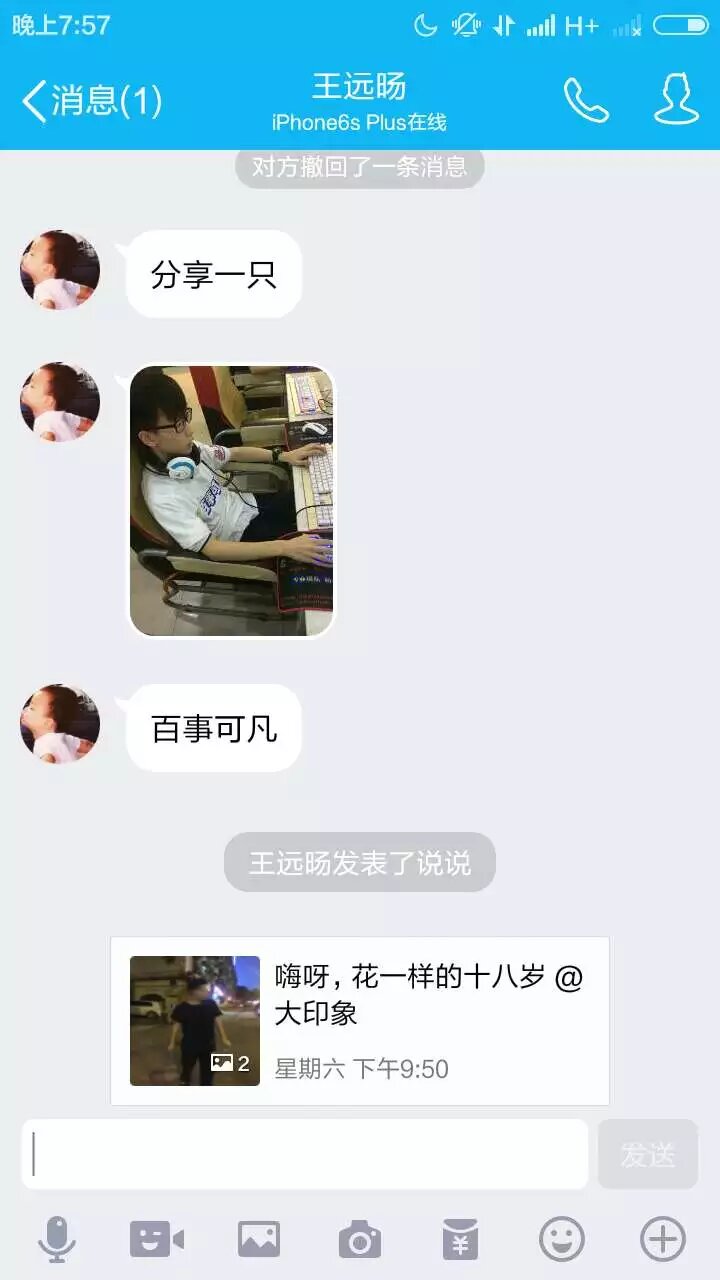 晚上7:57
H+
消息(1)
王远旸
iPhone6s Plus在线
对方撤回了一条消息
分享一只
百事可凡
王远旸发表了说说
嗨呀，花一样的十八岁 @
大印象
2
星期六 下午9:50
发送